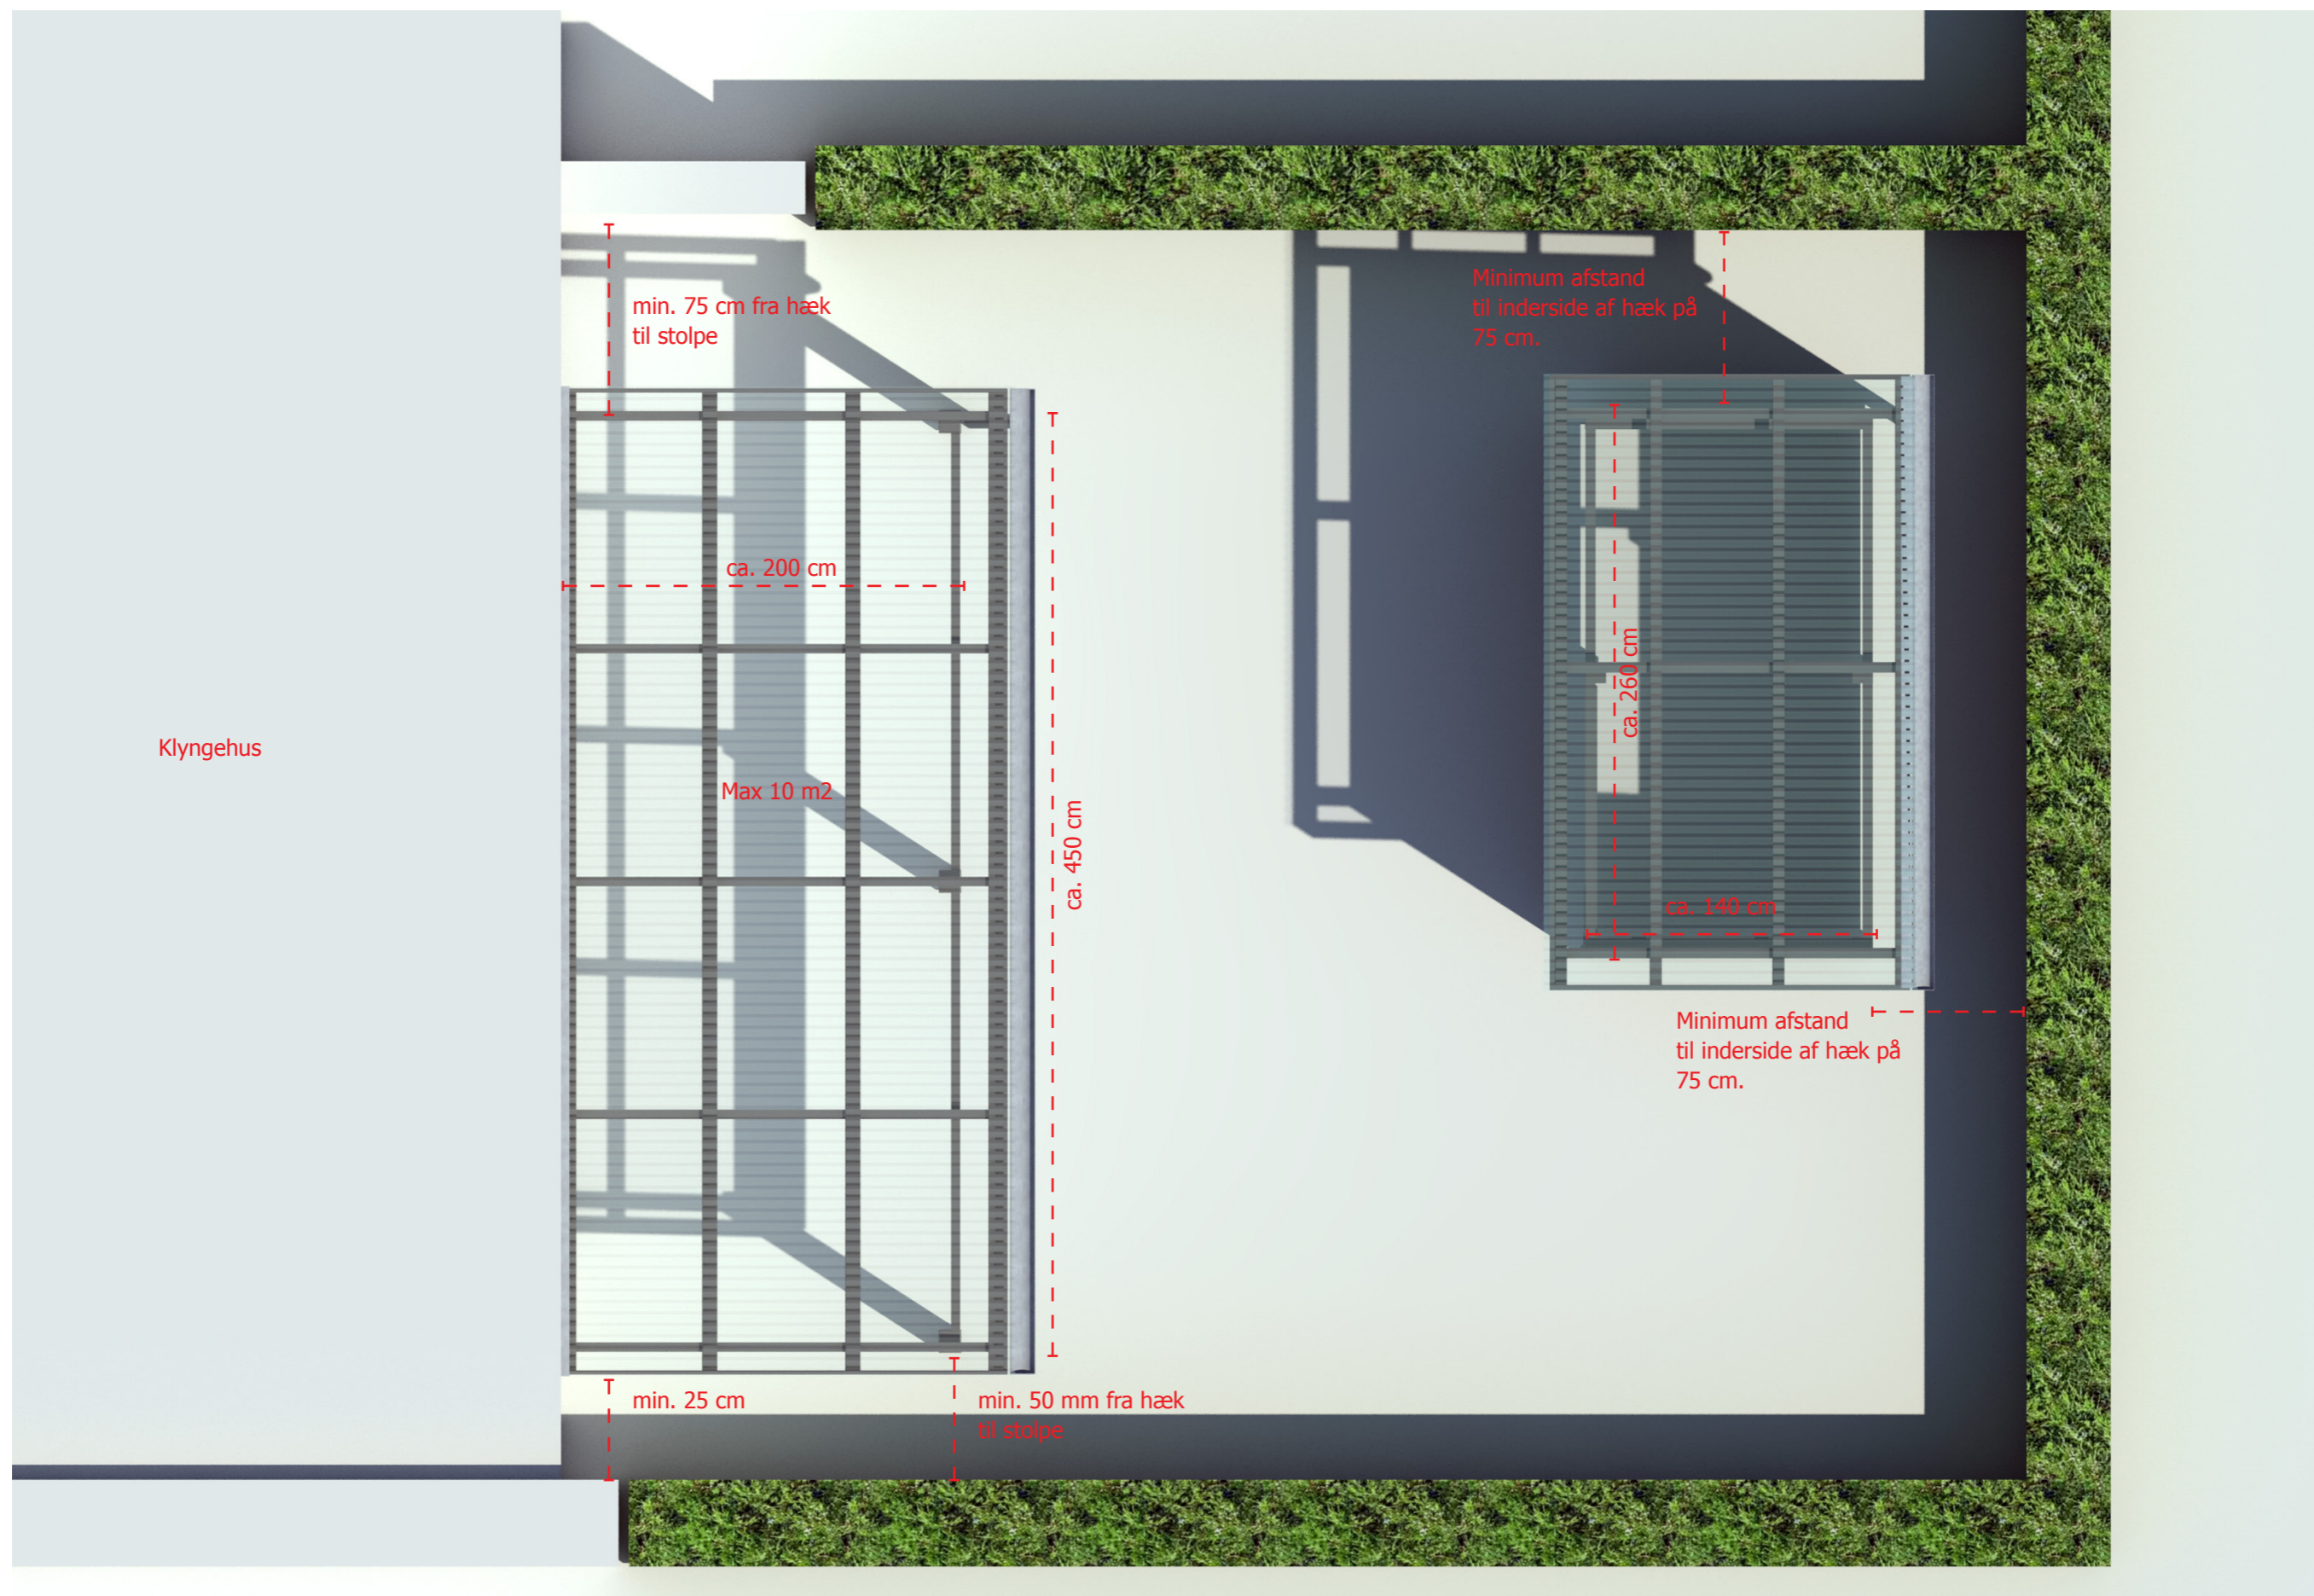 min. 75 cm fra hæk
til stolpe
Minimum afstand
til inderside af hæk på
75 cm.
ca. 200 cm
ca. 260 cm
Klyngehus
Max 10 m2
ca. 450 cm
ca. 140 cm
Minimum afstand
til inderside af hæk på
75 cm.
min. 25 cm
min. 50 mm fra hæk
til stolpe